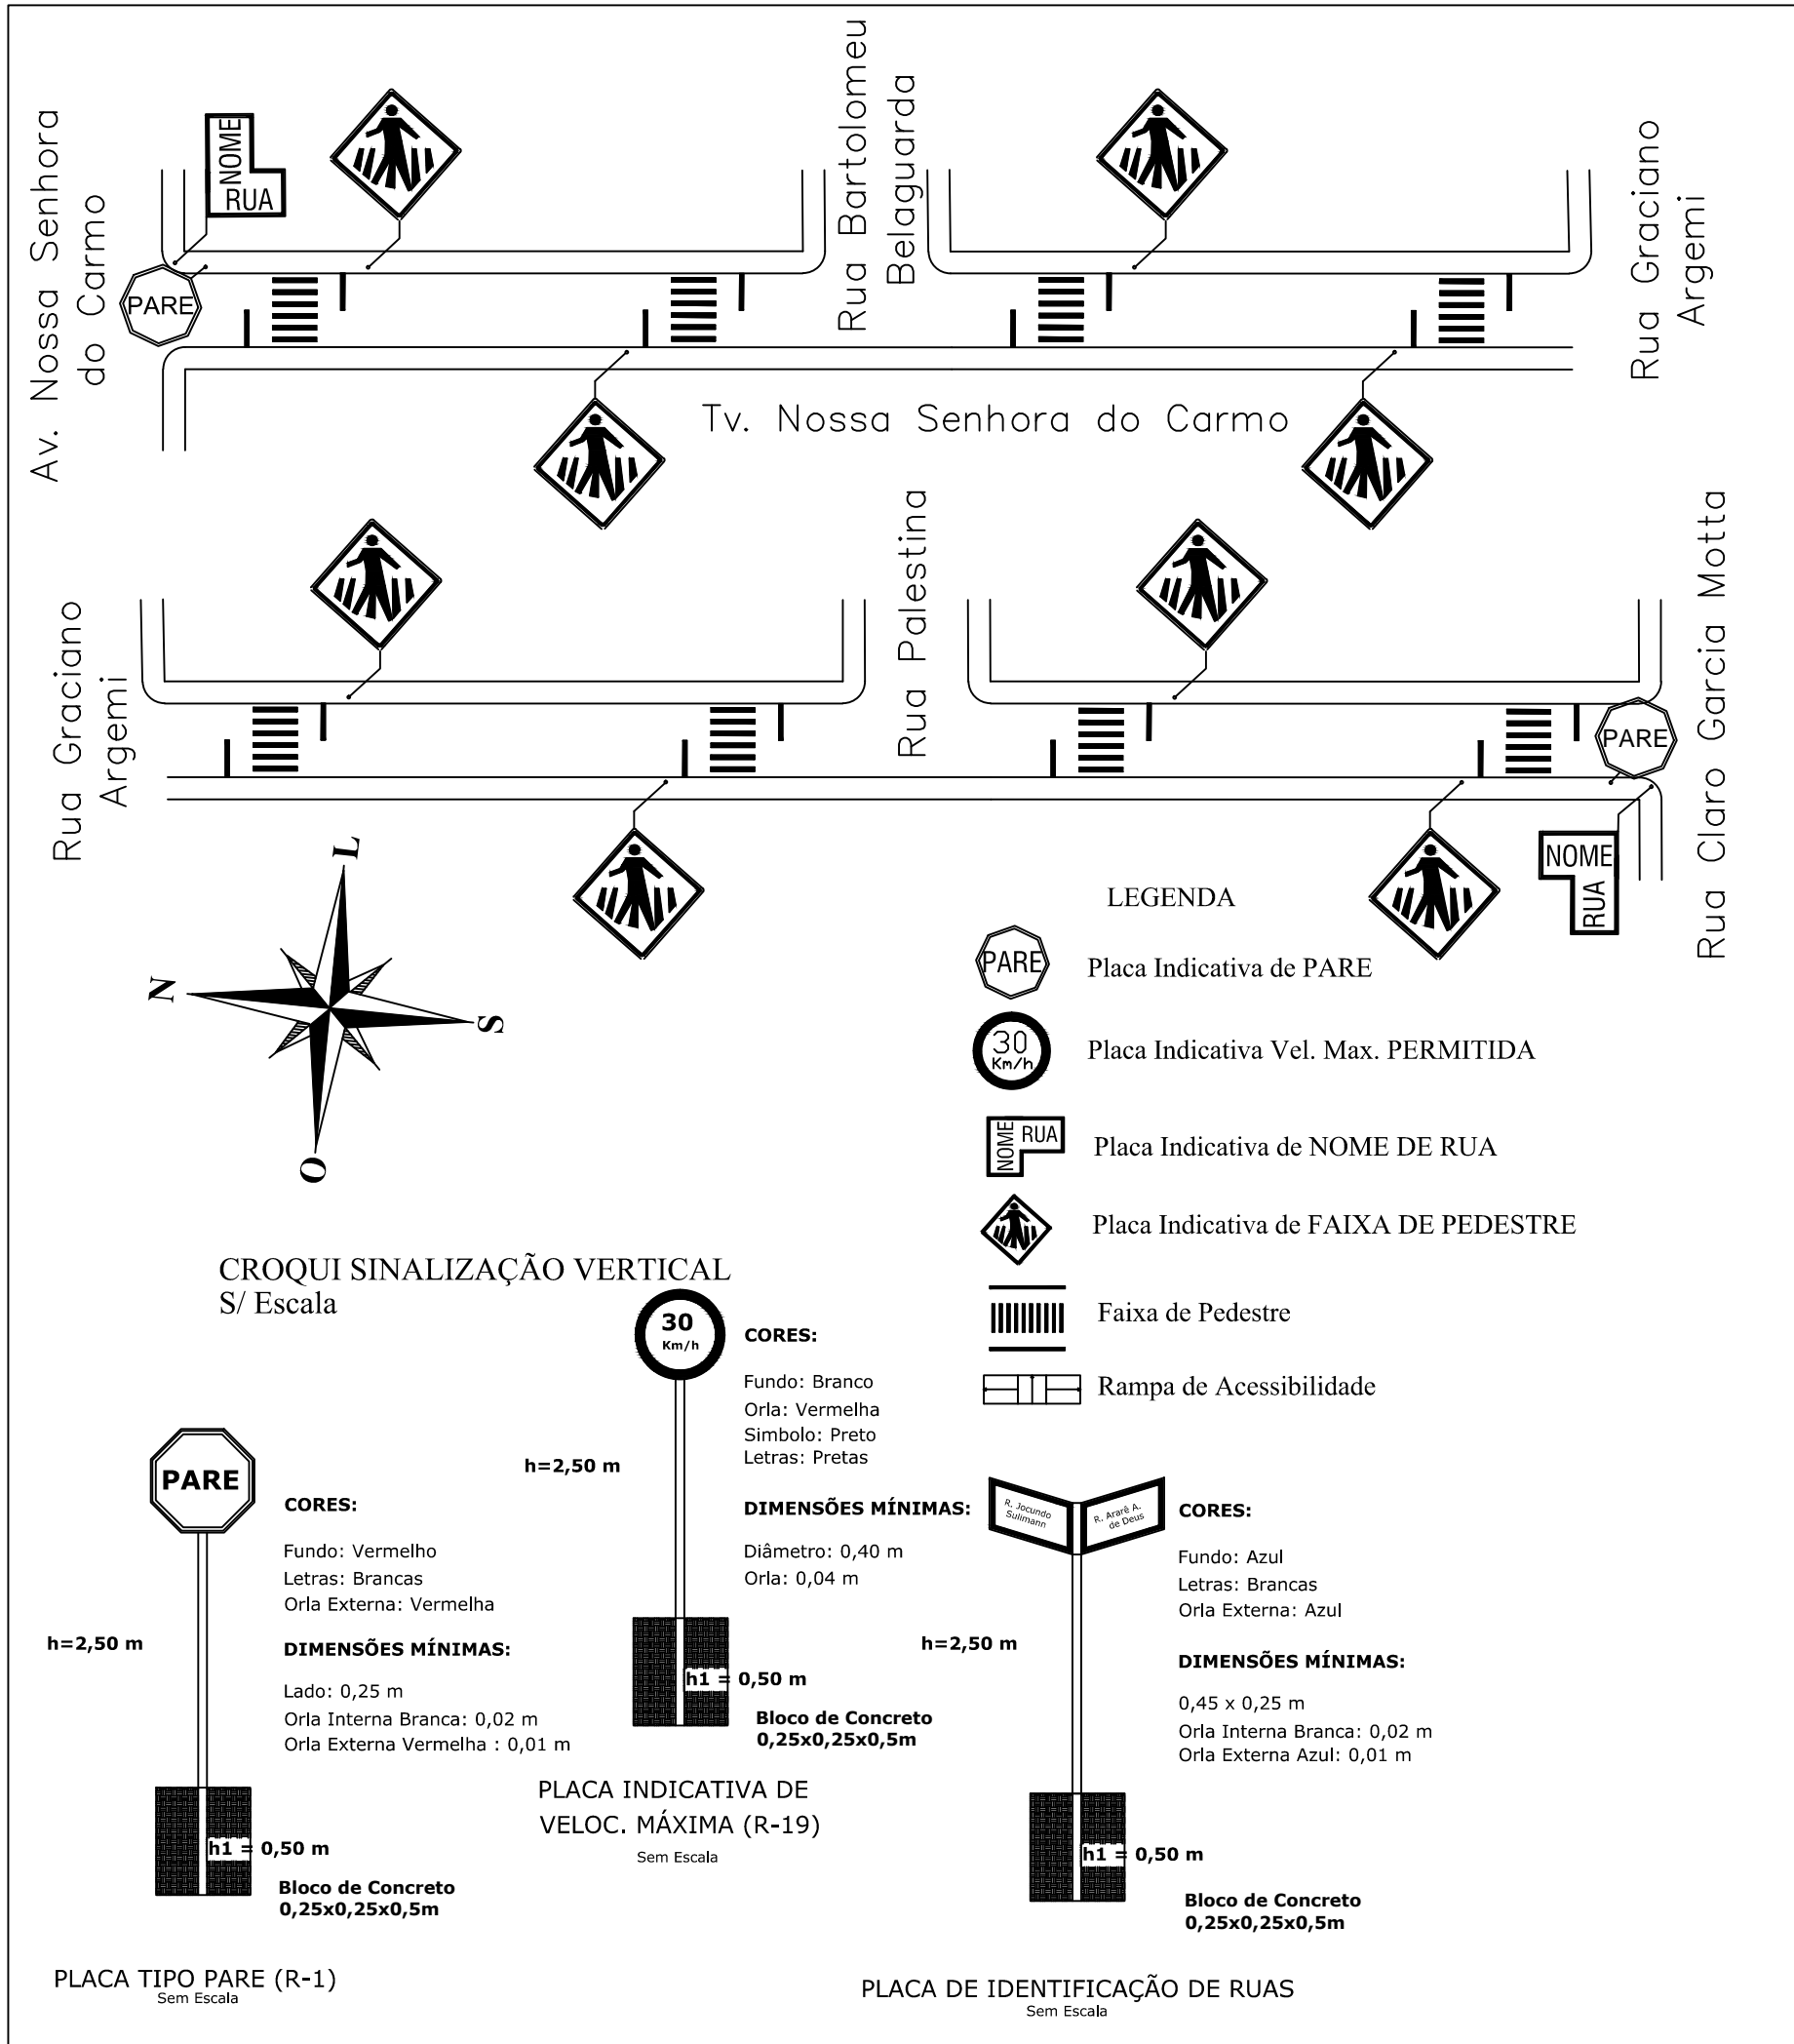 Av. Nossa Senhora
do Carmo
NOME
RUA
PARE
Rua Bartolomeu
Belaguarda
Rua Graciano
Argemi
Tv. Nossa Senhora do Carmo
Rua Graciano
Argemi
Rua Palestina
Rua Claro Garcia Motta
PARE
NOME
RUA
N
L
S
O
LEGENDA
PARE
Placa Indicativa de PARE
30
Km/h
Placa Indicativa Vel. Max. PERMITIDA
NOME
RUA
Placa Indicativa de NOME DE RUA
Placa Indicativa de FAIXA DE PEDESTRE
Faixa de Pedestre
Rampa de Acessibilidade
CROQUI SINALIZAÇÃO VERTICAL
S/ Escala
PARE
CORES:
Fundo: Vermelho
Letras: Brancas
Orla Externa: Vermelha
h=2,50 m
DIMENSÕES MÍNIMAS:
Lado: 0,25 m
Orla Interna Branca: 0,02 m
Orla Externa Vermelha : 0,01 m
h1 = 0,50 m
Bloco de Concreto
0,25x0,25x0,5m
PLACA TIPO PARE (R-1)
Sem Escala
30
Km/h
CORES:
Fundo: Branco
Orla: Vermelha
Simbolo: Preto
Letras: Pretas
h=2,50 m
DIMENSÕES MÍNIMAS:
Diâmetro: 0,40 m
Orla: 0,04 m
h1 = 0,50 m
Bloco de Concreto
0,25x0,25x0,5m
PLACA INDICATIVA DE
VELOC. MÁXIMA (R-19)
Sem Escala
R. Jocundo
Sulimann
R. Ararê A.
de Deus
CORES:
Fundo: Azul
Letras: Brancas
Orla Externa: Azul
h=2,50 m
DIMENSÕES MÍNIMAS:
0,45 x 0,25 m
Orla Interna Branca: 0,02 m
Orla Externa Azul: 0,01 m
h1 = 0,50 m
Bloco de Concreto
0,25x0,25x0,5m
PLACA DE IDENTIFICAÇÃO DE RUAS
Sem Escala